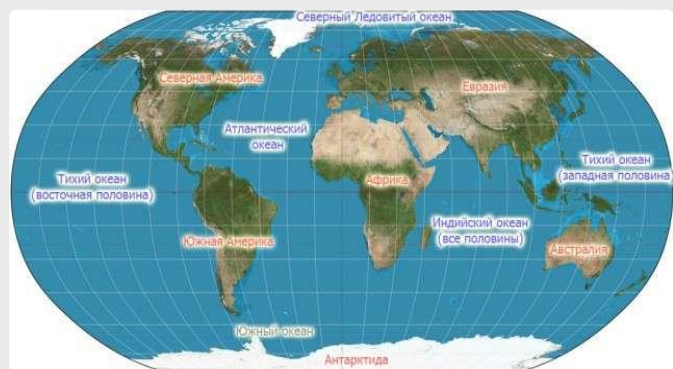 Северный Ледовитый океан
Северная Америка
Евразия
Атлантический
океан
Тихий океан
(восточная половина)
Африка
Тихий океан
(западная половина)
Индийский океан
(все половины)
Южная Америка
Австралия
Южный океан
Антарктида